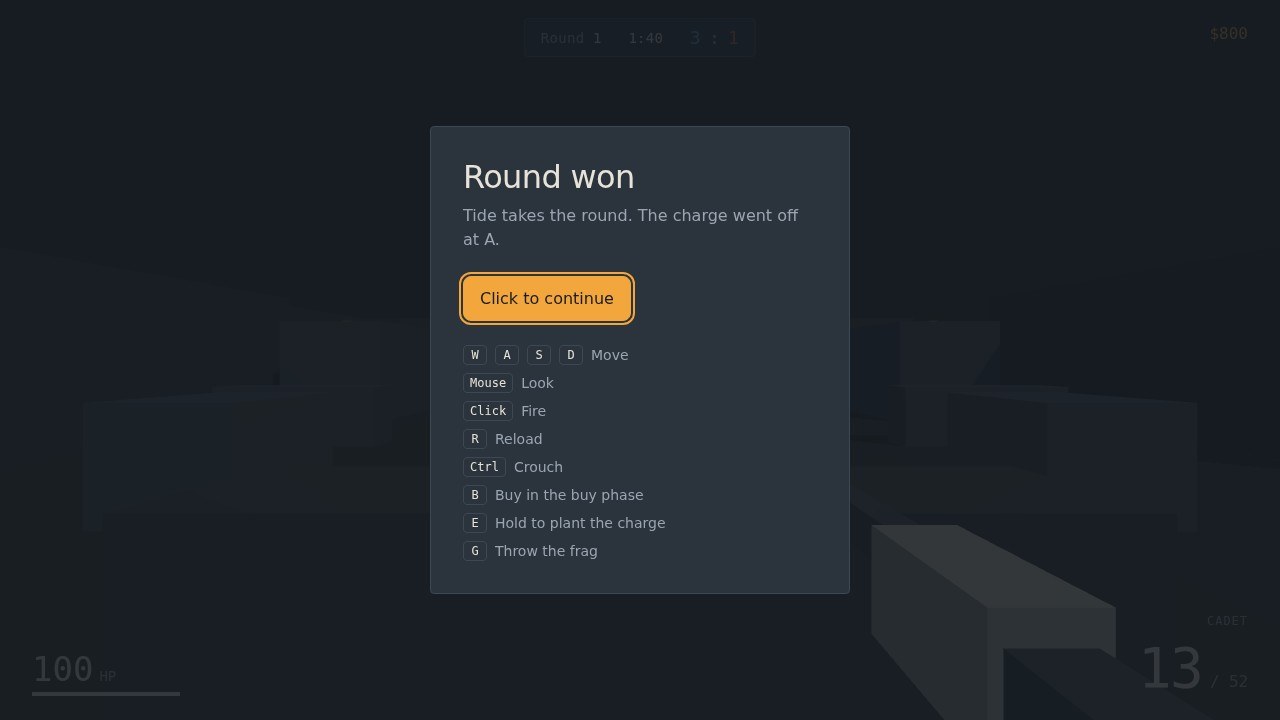 Round 1 1:40 3 : 1
$800
Round won
Tide takes the round. The charge went off
at A.
Click to continue
W A S D Move
Mouse Look
Click Fire
R Reload
Ctrl Crouch
B Buy in the buy phase
E Hold to plant the charge
G Throw the frag
CADET
100 HP
13 / 52